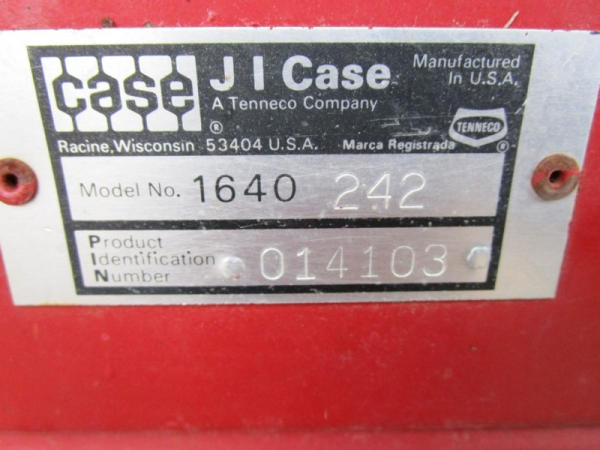 case
J I Case
A Tenneco Company
Manufactured
In U.S.A.
®
TENNECO
®
Racine, Wisconsin 53404 U.S.A. Marca Registrada
Model No. 1640 242
Product
Identification
Number
014103